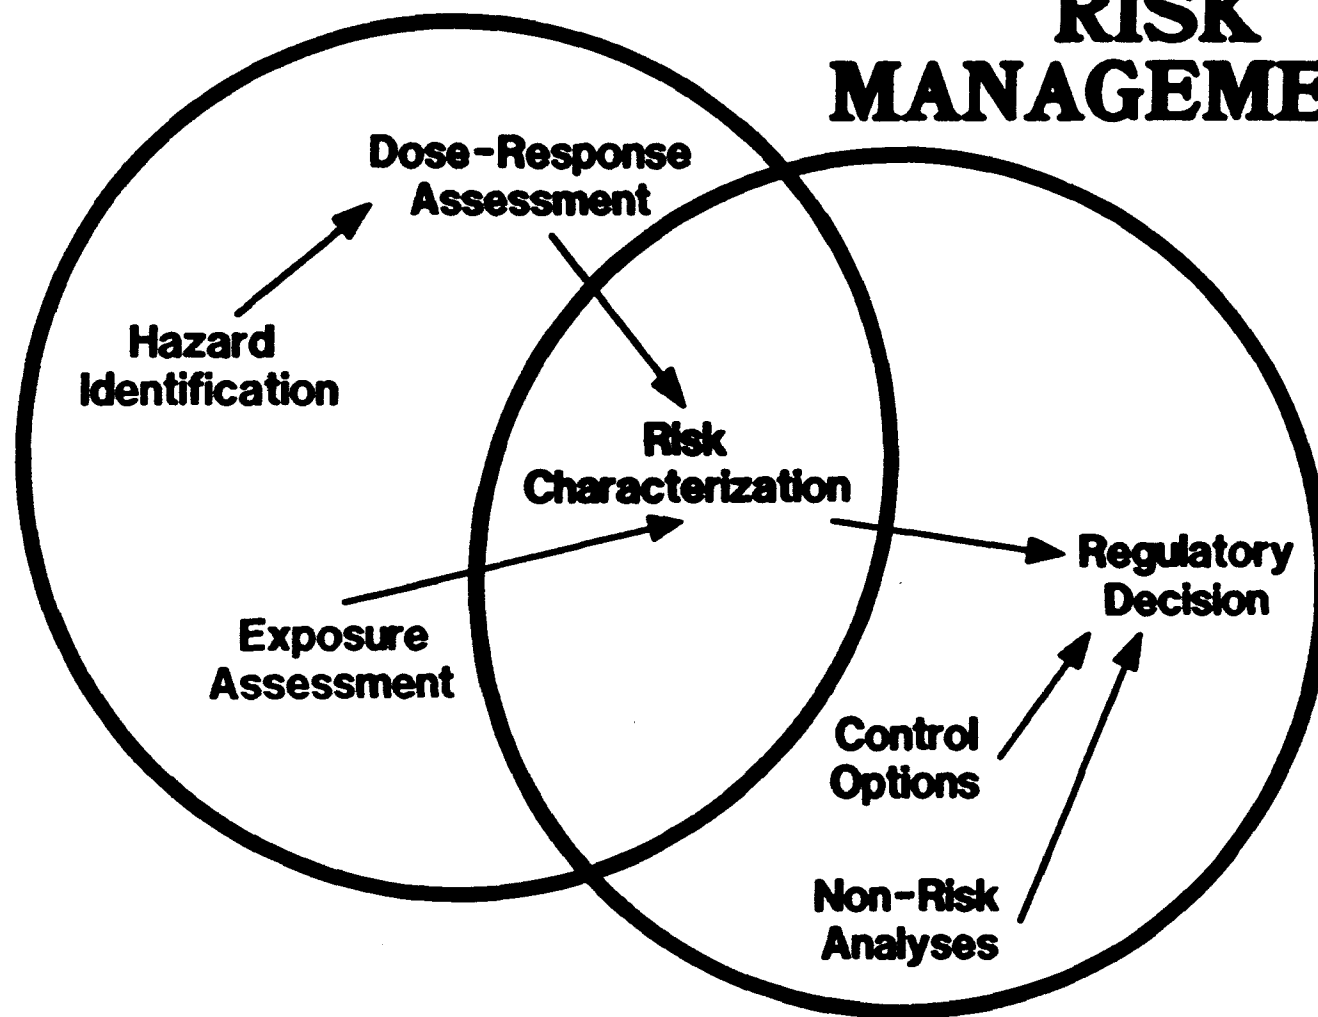 RISK
MANAGEME
Dose-Response
Assessment
Hazard
Identification
Risk
Characterization
Exposure
Assessment
Regulatory
Decision
Control
Options
Non-Risk
Analyses